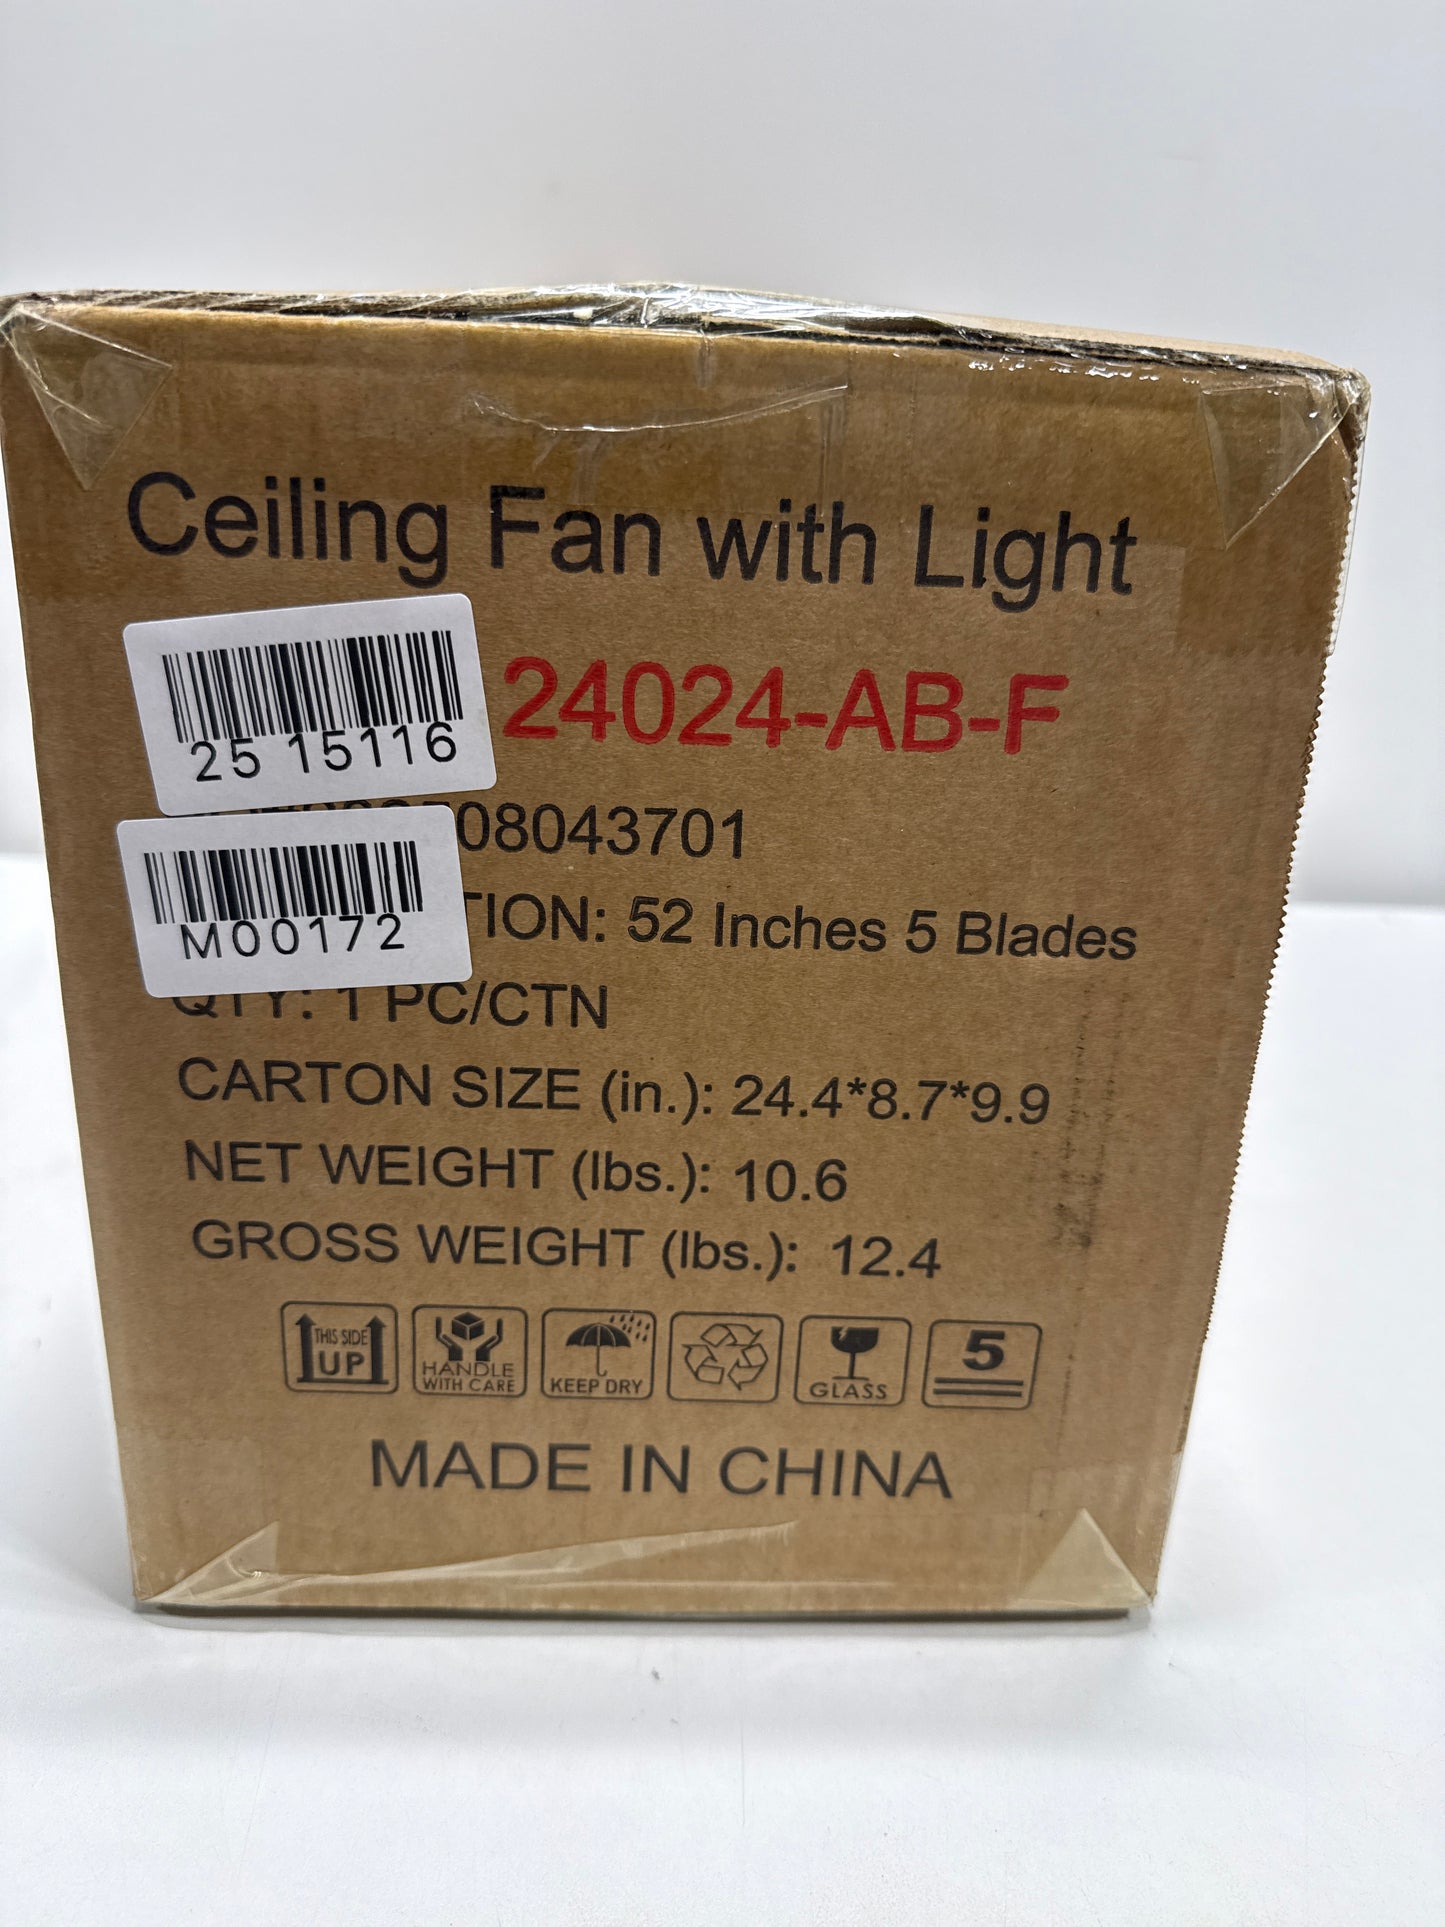 Ceiling Fan with Light
24024-AB-F
25 15116
08043701
M00172
TION: 52 Inches 5 Blades
QTY: 1 PC/CTN
CARTON SIZE (in.): 24.4*8.7*9.9
NET WEIGHT (lbs.): 10.6
GROSS WEIGHT (lbs.): 12.4
THIS SIDE
UP
HANDLE
WITH CARE
KEEP DRY
GLASS
5
MADE IN CHINA